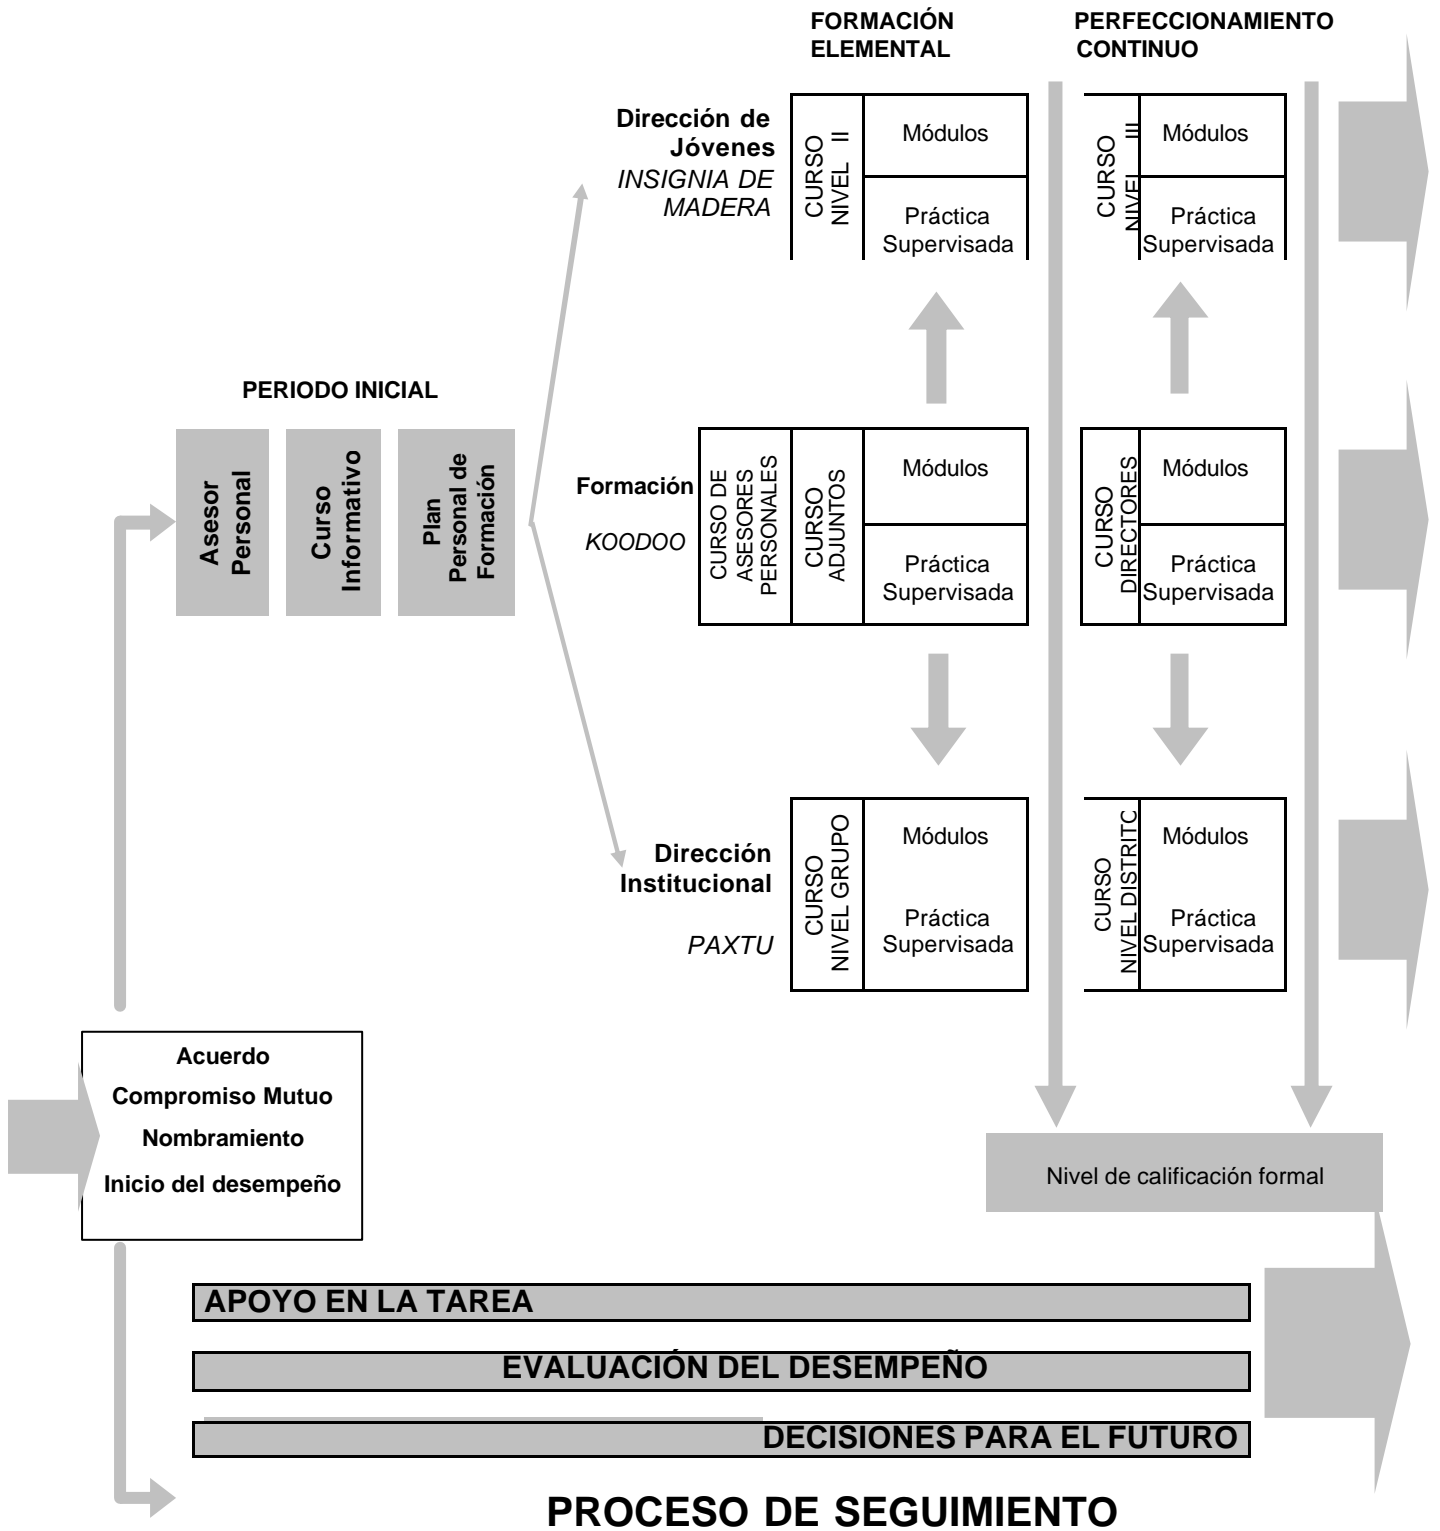 FORMACIÓN
ELEMENTAL
PERFECCIONAMIENTO
CONTINUO
Dirección de
Jóvenes
INSIGNIA DE
MADERA
CURSO
NIVEL II
Módulos
Práctica
Supervisada
CURSO
NIVEL III
Módulos
Práctica
Supervisada
PERIODO INICIAL
Asesor
Personal
Curso
Informativo
Plan
Personal de
Formación
Formación
KOODOO
CURSO DE
ASESORES
PERSONALES
CURSO
ADJUNTOS
Módulos
Práctica
Supervisada
CURSO
DIRECTORES
Módulos
Práctica
Supervisada
Dirección
Institucional
PAXTU
CURSO
NIVEL GRUPO
Módulos
Práctica
Supervisada
CURSO
NIVEL DISTRITO
Módulos
Práctica
Supervisada
Acuerdo
Compromiso Mutuo
Nombramiento
Inicio del desempeño
Nivel de calificación formal
APOYO EN LA TAREA
EVALUACIÓN DEL DESEMPEÑO
DECISIONES PARA EL FUTURO
PROCESO DE SEGUIMIENTO